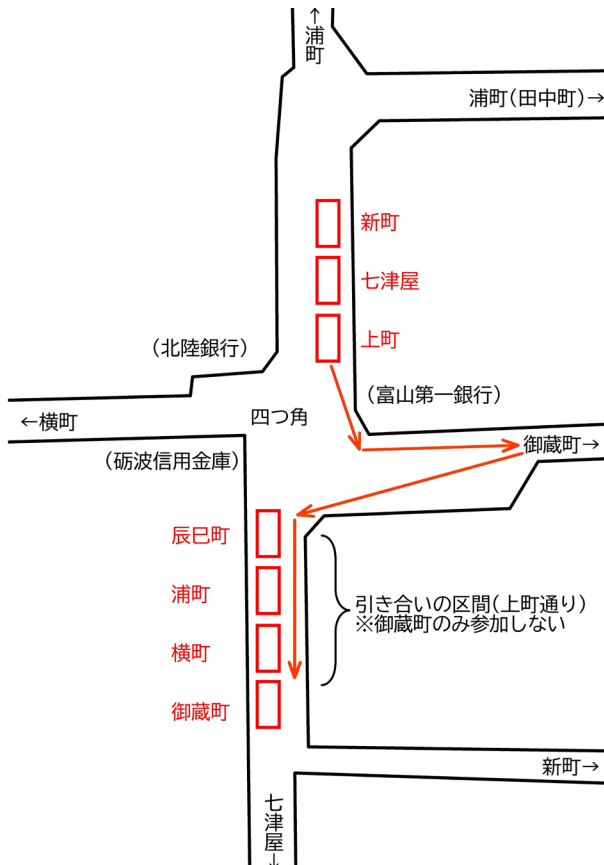 ↑浦町
浦町(田中町)→
新町
七津屋
上町
(北陸銀行)
(富山第一銀行)
←横町
四つ角
御蔵町→
(砺波信用金庫)
辰巳町
浦町
横町
御蔵町
引き合いの区間(上町通り)
※御蔵町のみ参加しない
新町→
七津屋↓